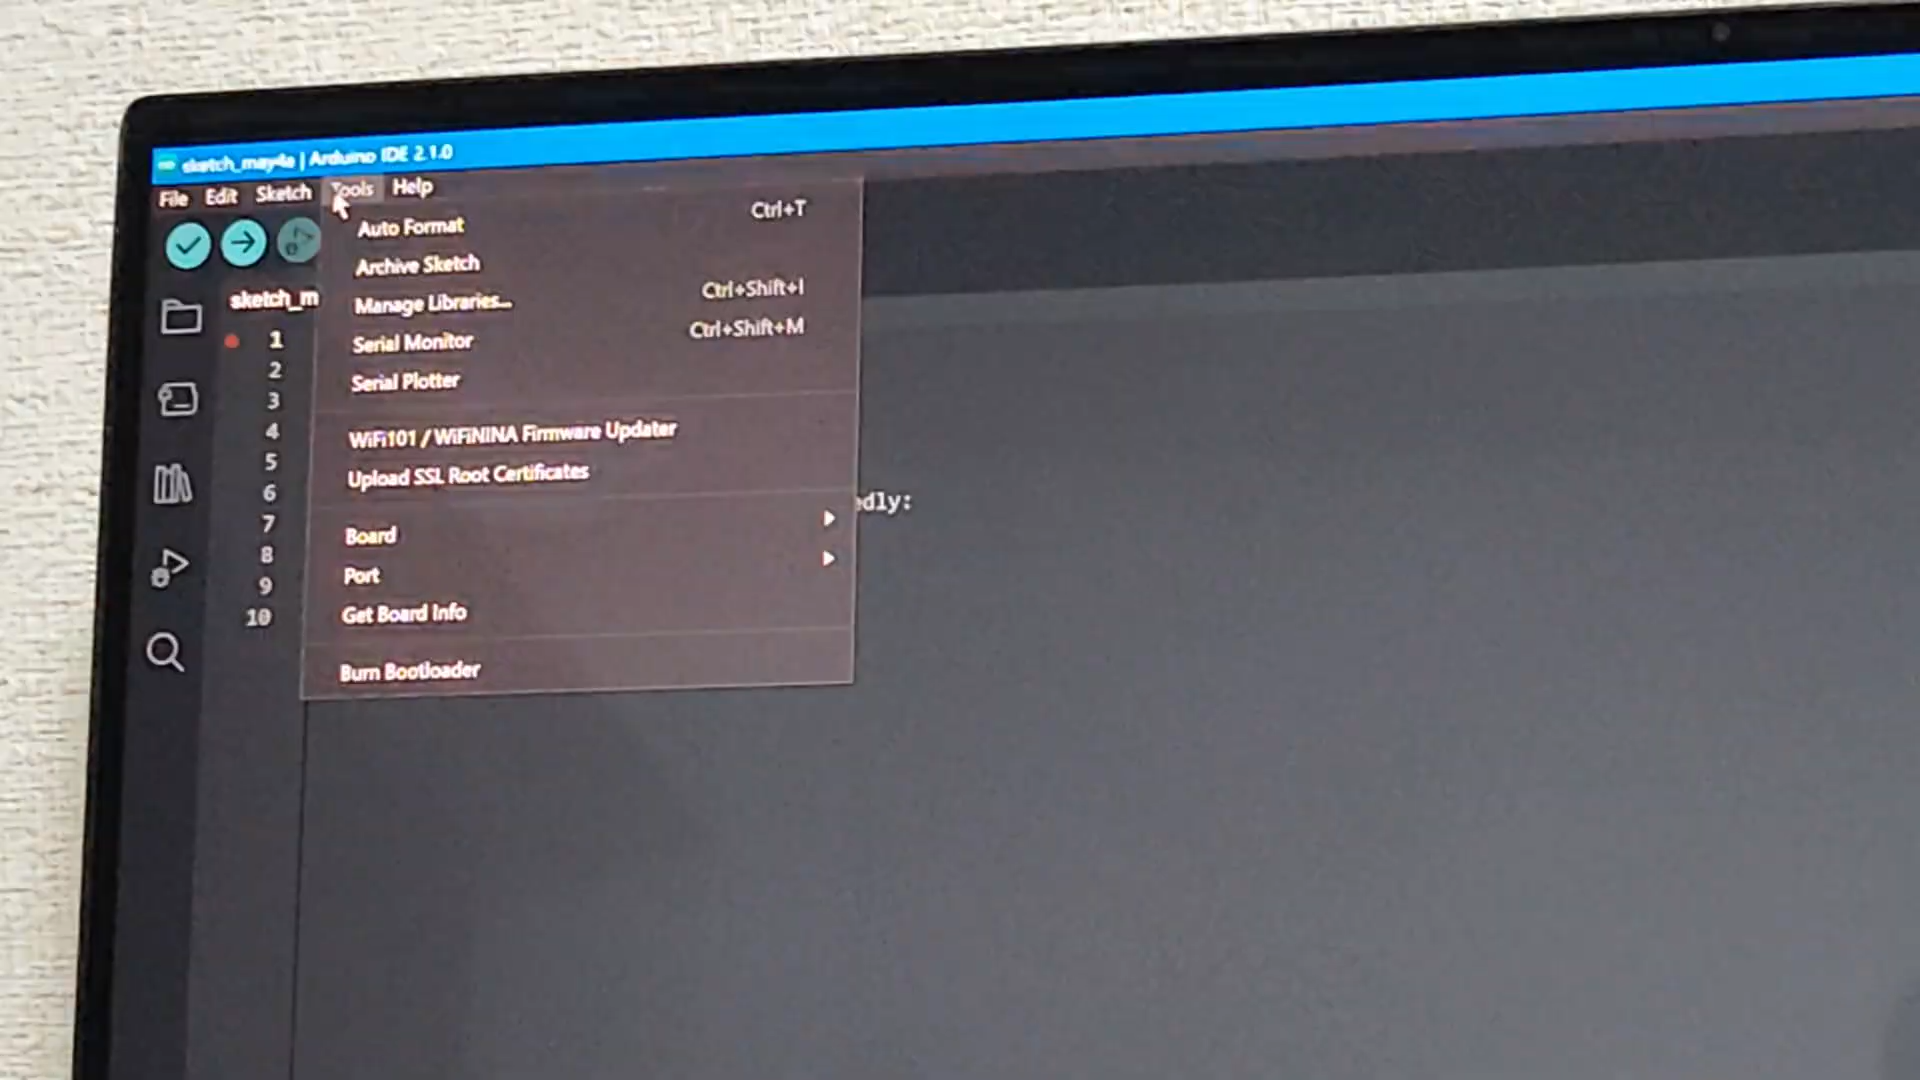 sketch_may4a | Arduino IDE 2.1.0
File Edit Sketch Tools Help
Auto Format Ctrl+T
Archive Sketch
Manage Libraries... Ctrl+Shift+I
Serial Monitor Ctrl+Shift+M
Serial Plotter
WiFi101 / WiFiNINA Firmware Updater
Upload SSL Root Certificates
Board
Port
Get Board Info
Burn Bootloader
sketch_m
1
2
3
4
5
6
7
8
9
10
edly: